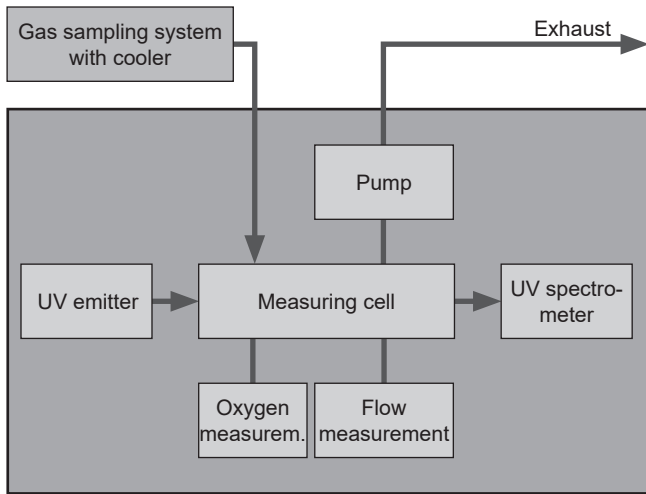 Gas sampling system
with cooler
Exhaust
Pump
UV emitter
Measuring cell
UV spectro-
meter
Oxygen
measurem.
Flow
measurement